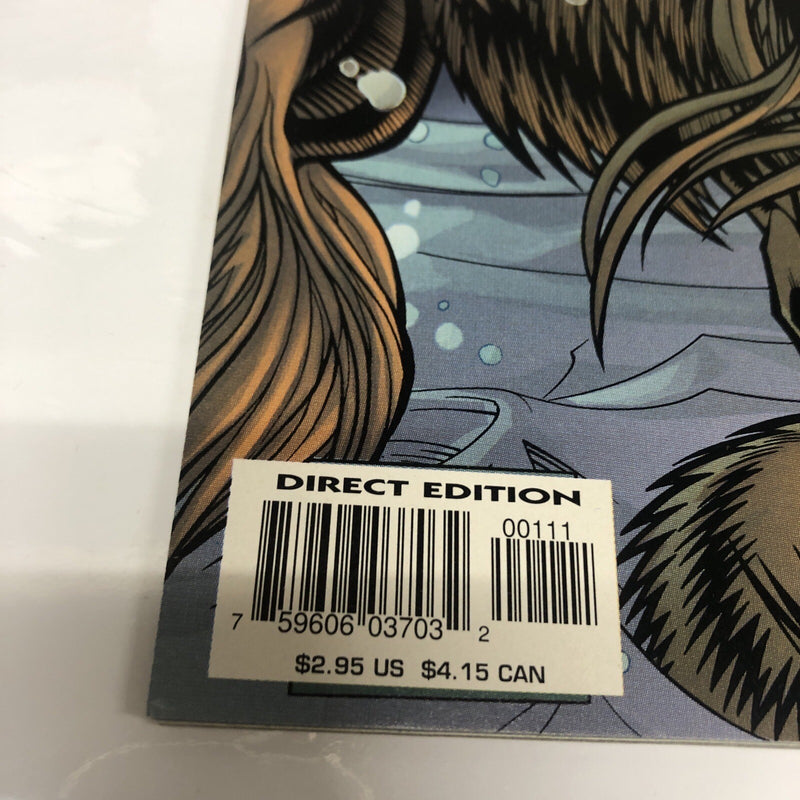 DIRECT EDITION
00111
7 59606 03703 2
$2.95 US $4.15 CAN